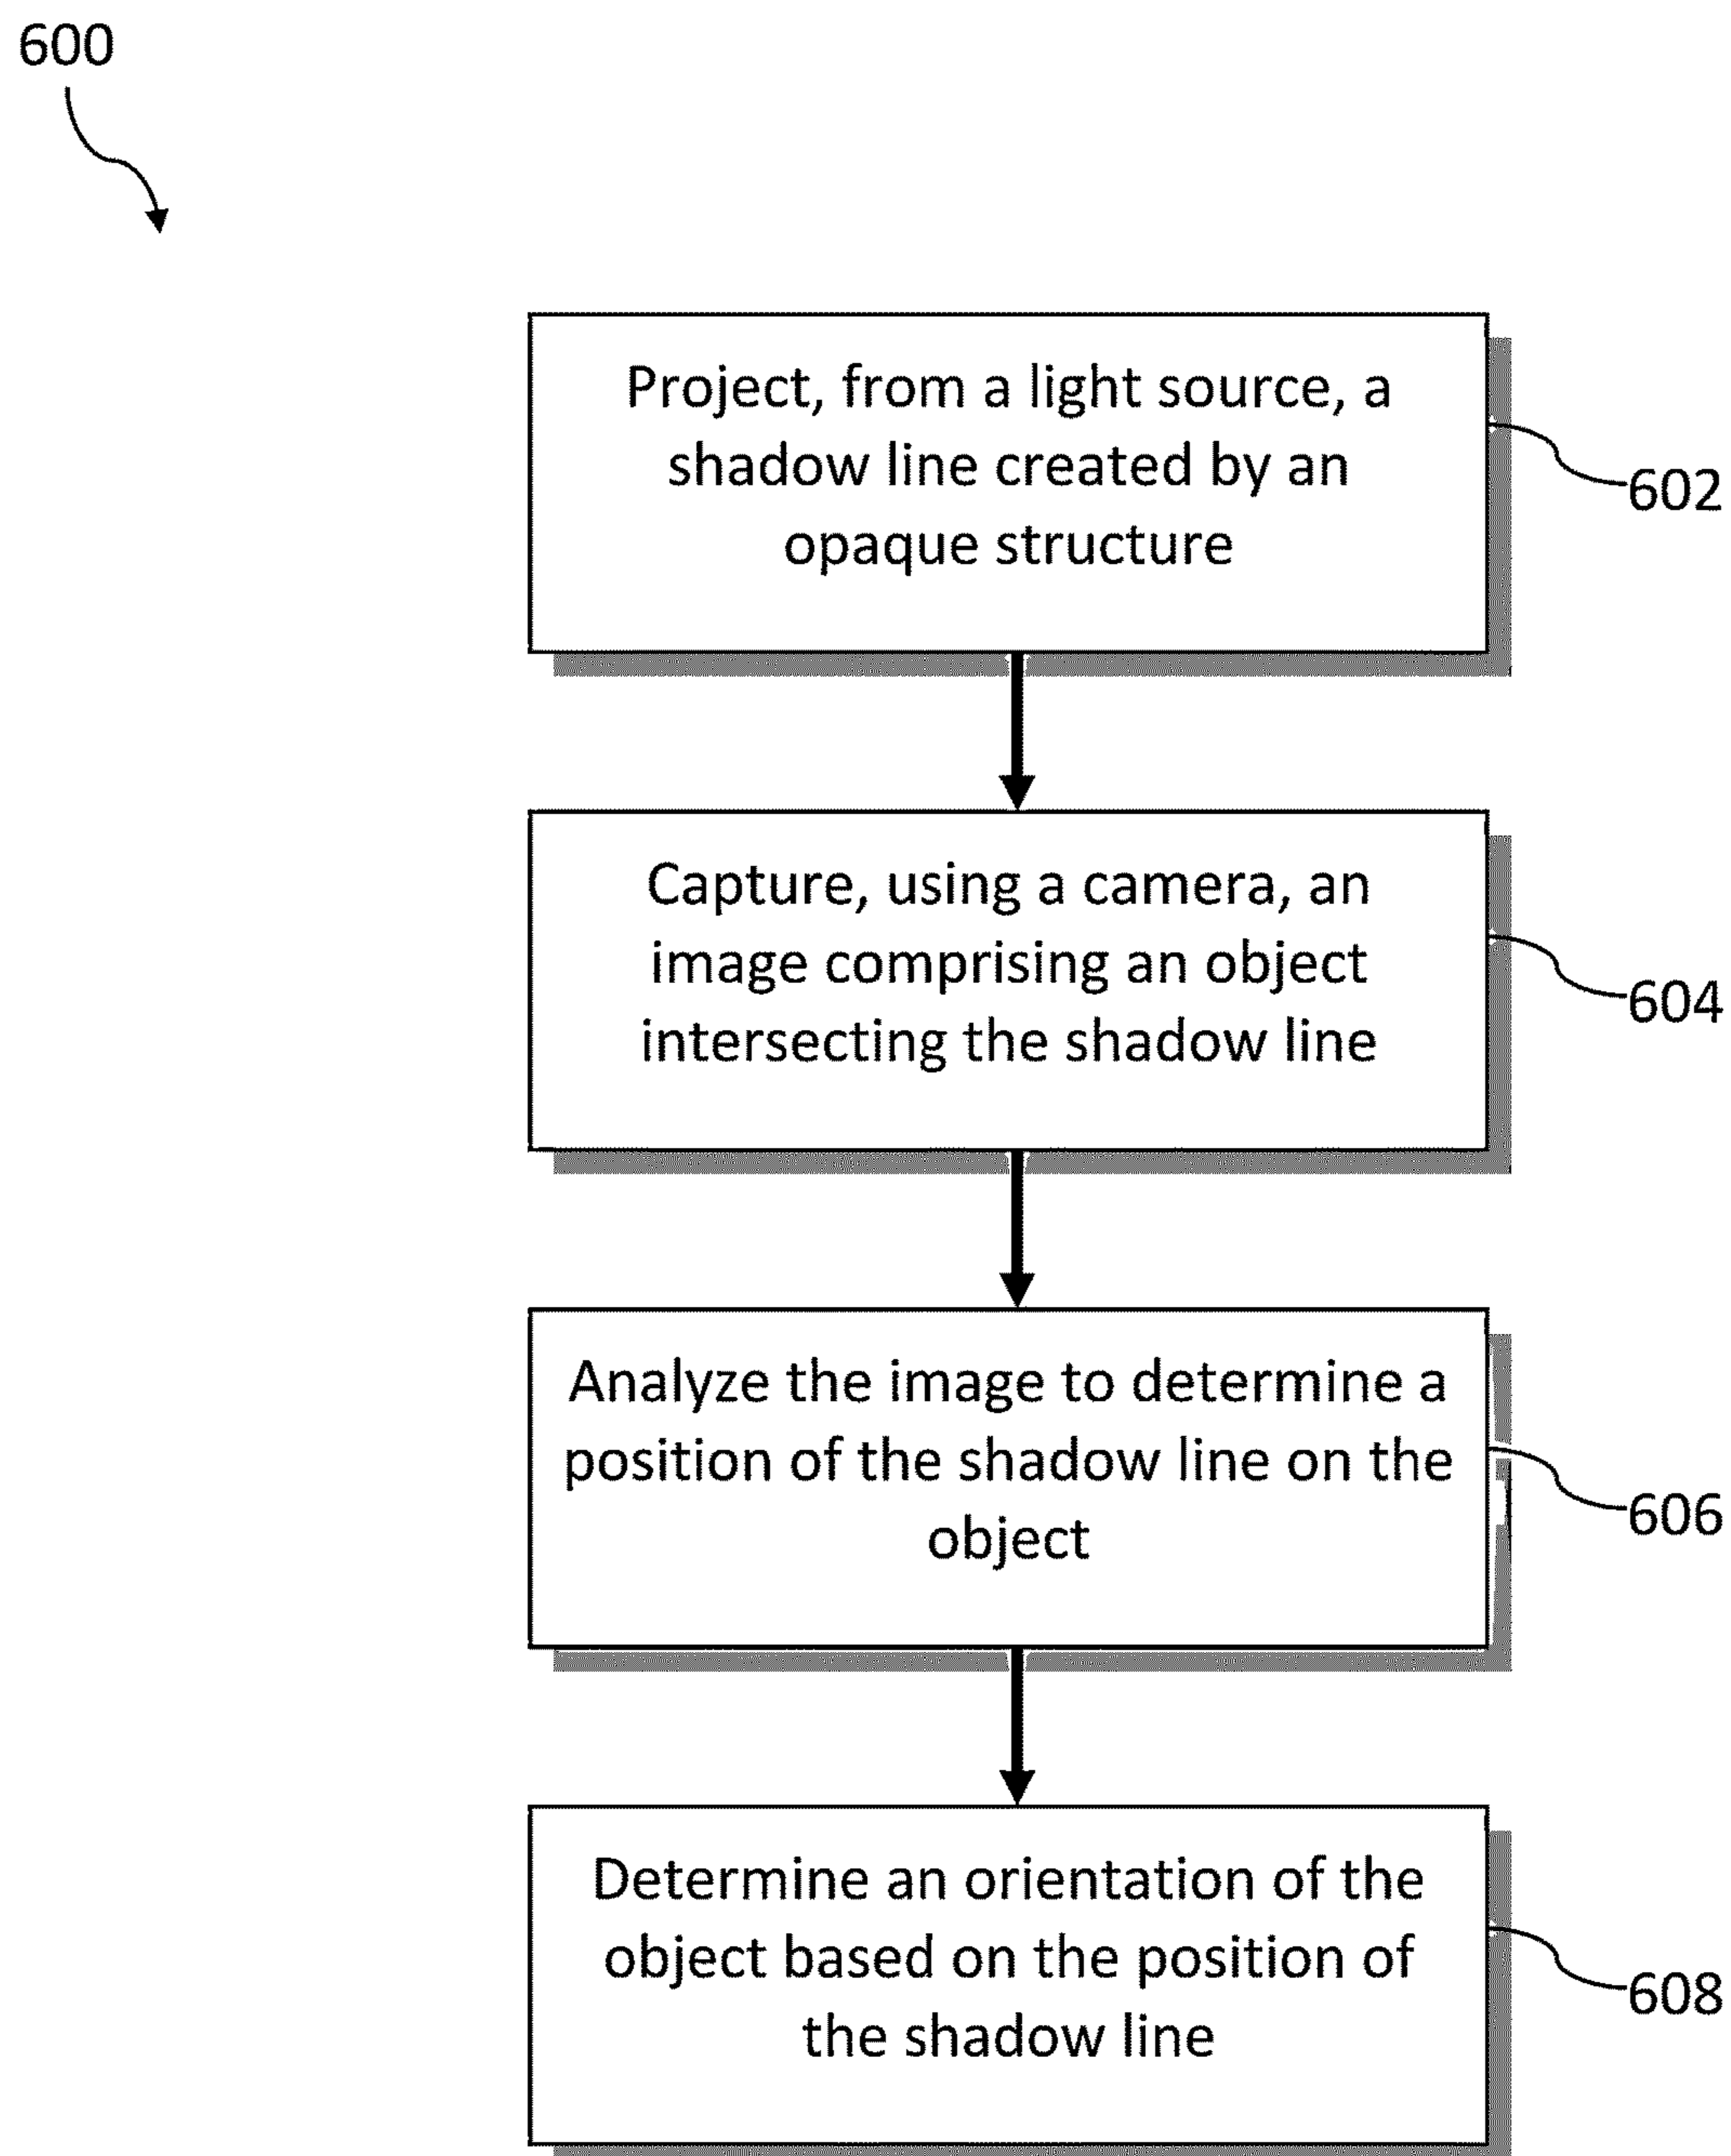 600
Project, from a light source, a
shadow line created by an
opaque structure
602
Capture, using a camera, an
image comprising an object
intersecting the shadow line
604
Analyze the image to determine a
position of the shadow line on the
object
606
Determine an orientation of the
object based on the position of
the shadow line
608